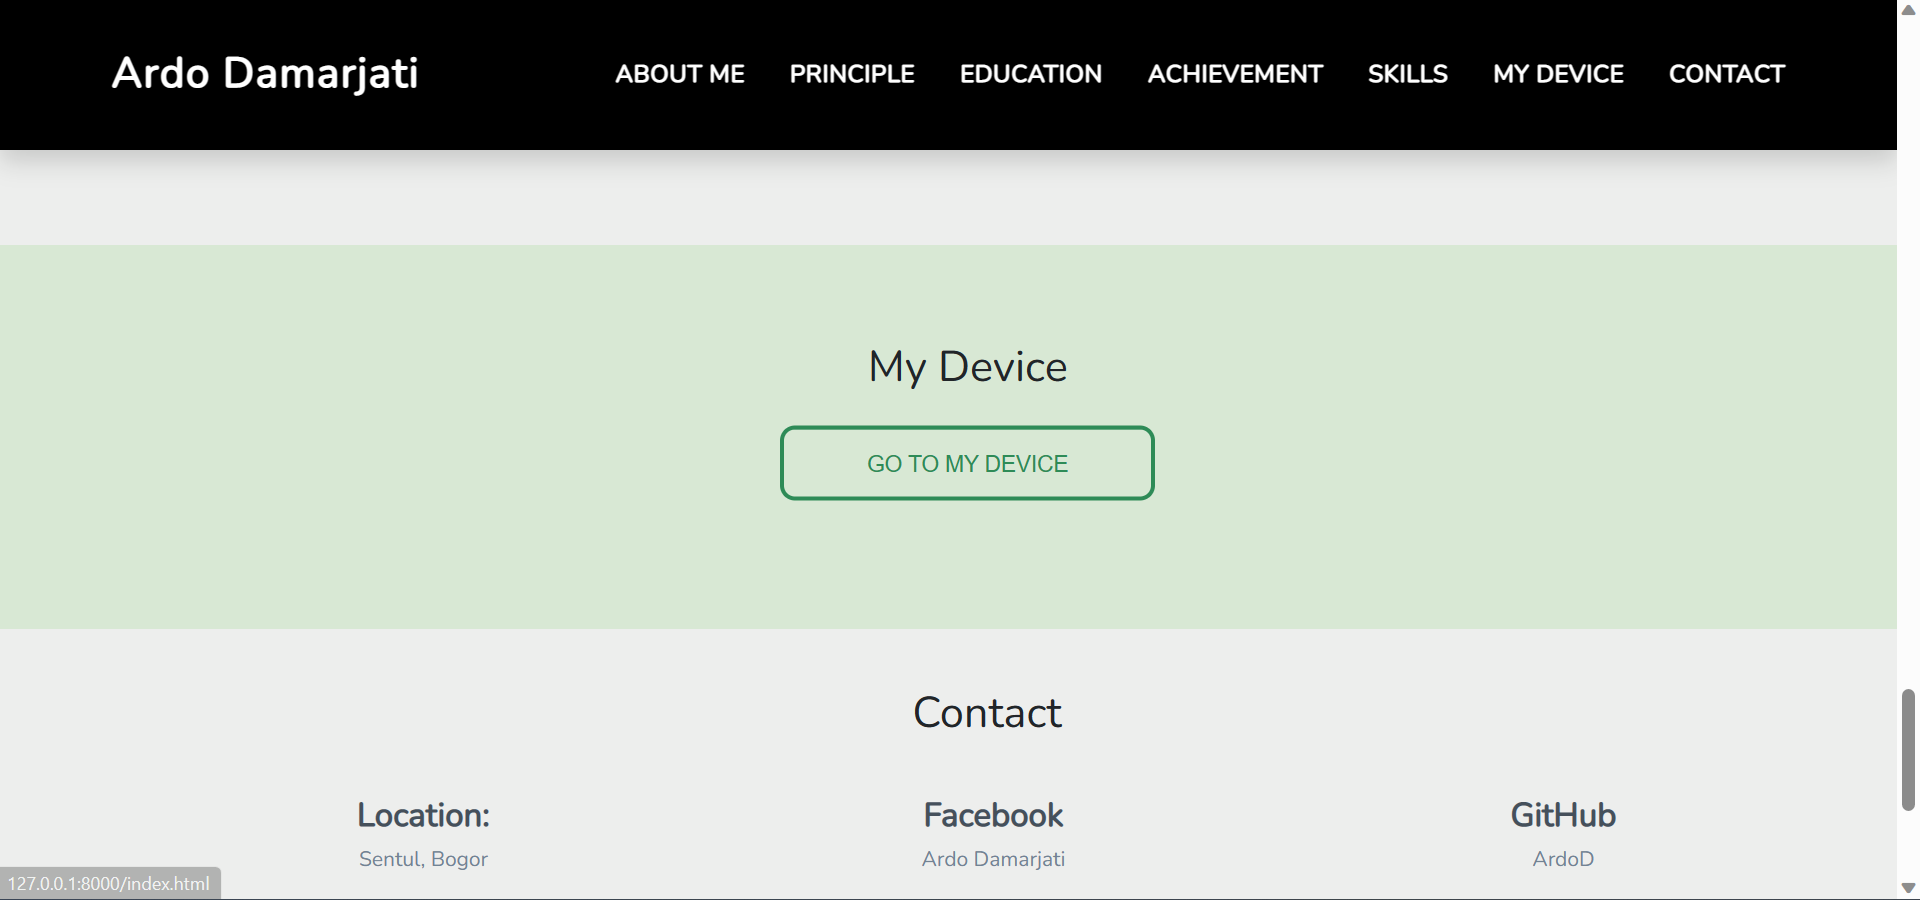 Ardo Damarjati
ABOUT ME PRINCIPLE EDUCATION ACHIEVEMENT SKILLS MY DEVICE CONTACT
My Device
GO TO MY DEVICE
Contact
Location: Facebook GitHub
Sentul, Bogor Ardo Damarjati ArdoD
127.0.0.1:8000/index.html